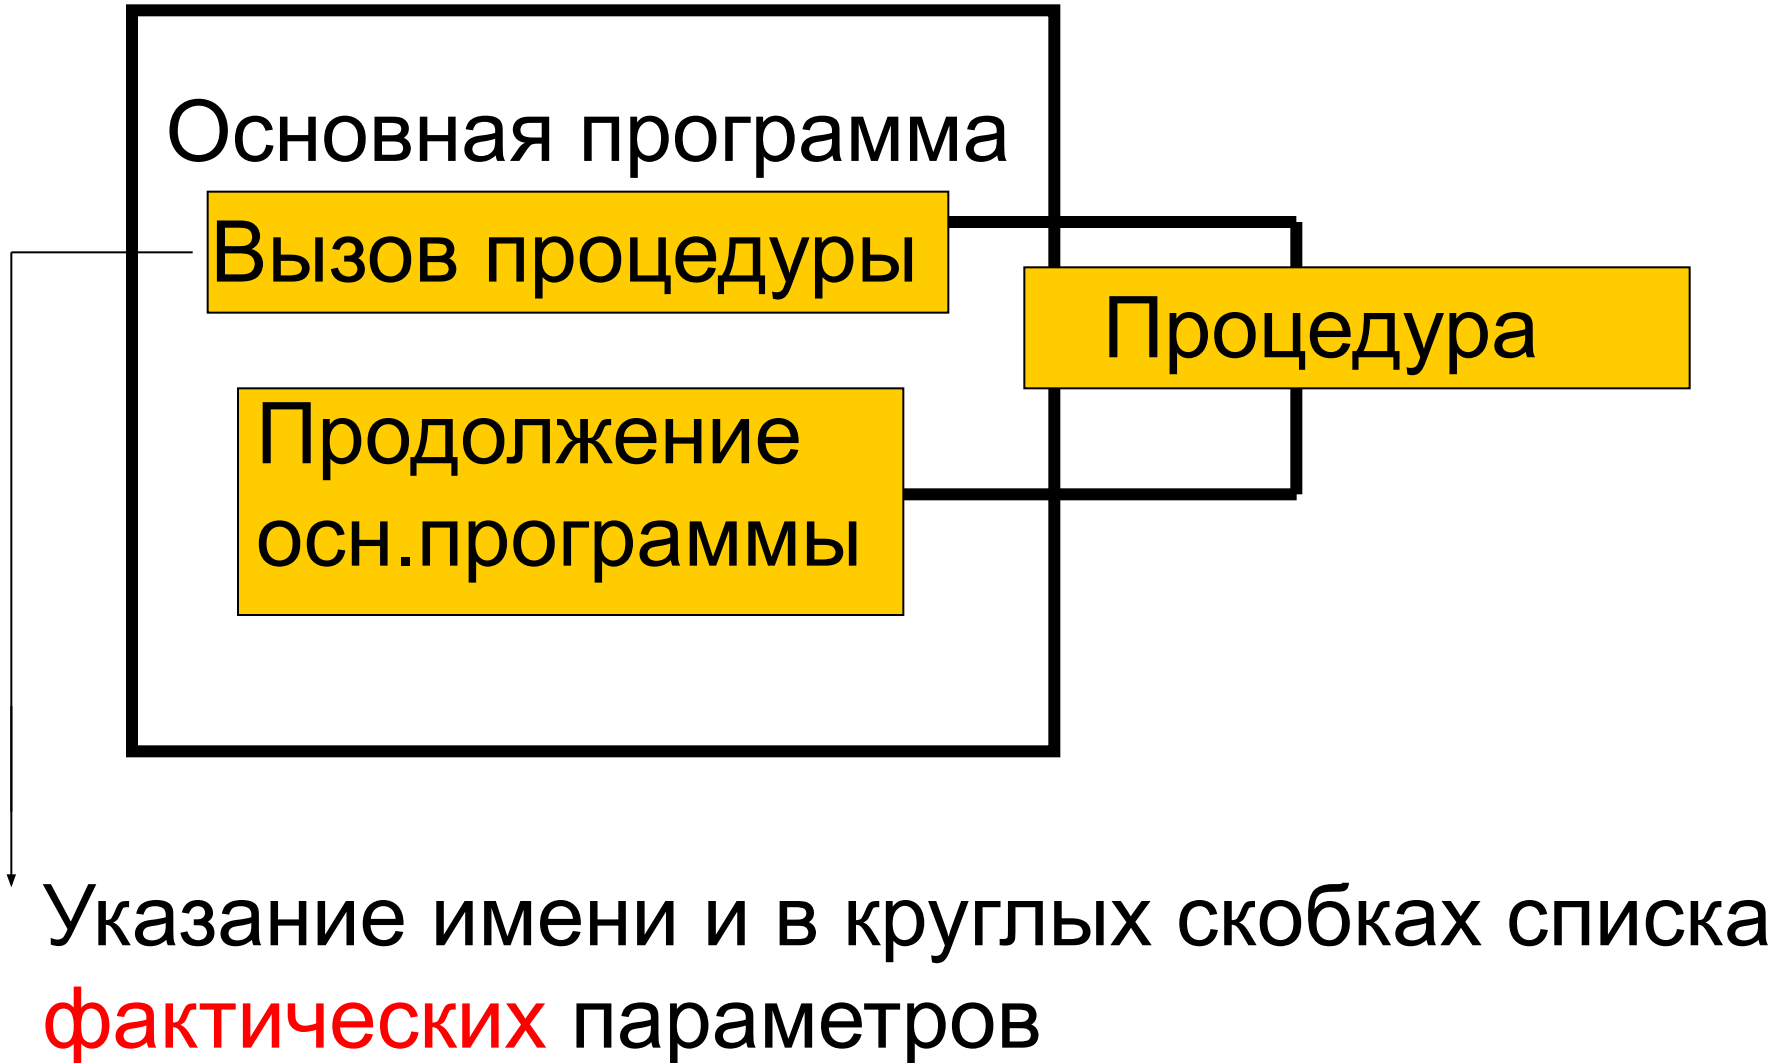 Основная программа
Вызов процедуры
Процедура
Продолжение
осн.программы
Указание имени и в круглых скобках списка
фактических параметров